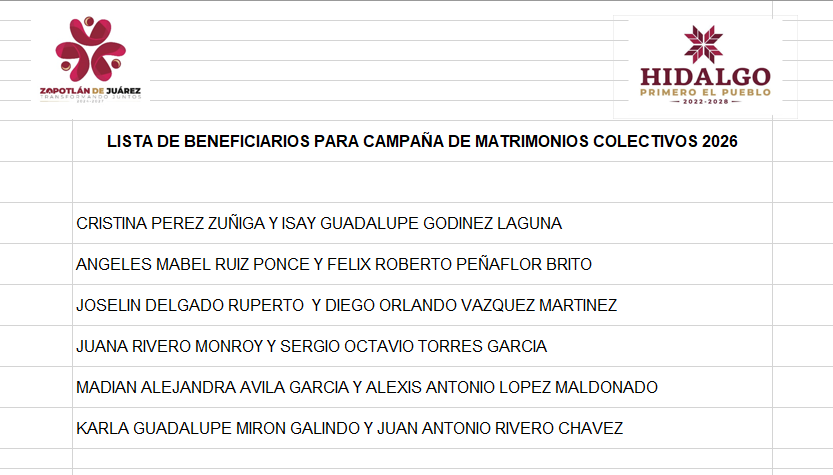 ZAPOTLÁN DE JUÁREZ
TRANSFORMANDO JUNTOS
HIDALGO
PRIMERO EL PUEBLO
2022-2028
LISTA DE BENEFICIARIOS PARA CAMPAÑA DE MATRIMONIOS COLECTIVOS 2026
CRISTINA PEREZ ZUÑIGA Y ISAY GUADALUPE GODINEZ LAGUNA
ANGELES MABEL RUIZ PONCE Y FELIX ROBERTO PEÑAFLOR BRITO
JOSELIN DELGADO RUPERTO  Y DIEGO ORLANDO VAZQUEZ MARTINEZ
JUANA RIVERO MONROY Y SERGIO OCTAVIO TORRES GARCIA
MADIAN ALEJANDRA AVILA GARCIA Y ALEXIS ANTONIO LOPEZ MALDONADO
KARLA GUADALUPE MIRON GALINDO Y JUAN ANTONIO RIVERO CHAVEZ